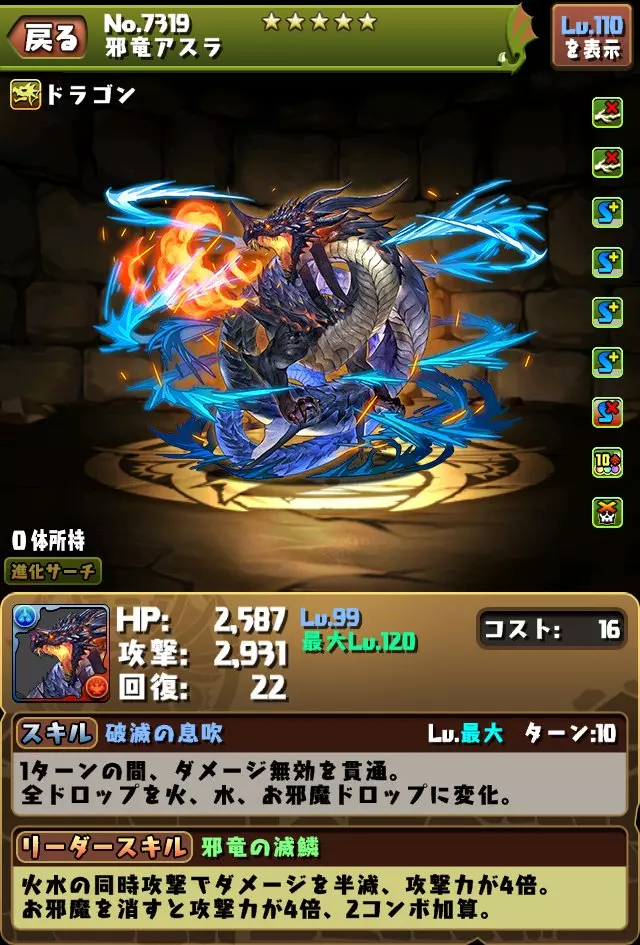 戻る
No.7319
邪竜アスラ
Lv.110
を表示
ドラゴン
10
0体所持
進化サーチ
HP: 2,587 Lv.99
最大Lv.120
攻撃: 2,931
回復: 22
コスト: 16
スキル 破滅の息吹 Lv.最大 ターン:10
1ターンの間、ダメージ無効を貫通。
全ドロップを火、水、お邪魔ドロップに変化。
リーダースキル 邪竜の滅鱗
火水の同時攻撃でダメージを半減、攻撃力が4倍。
お邪魔を消すと攻撃力が4倍、2コンボ加算。